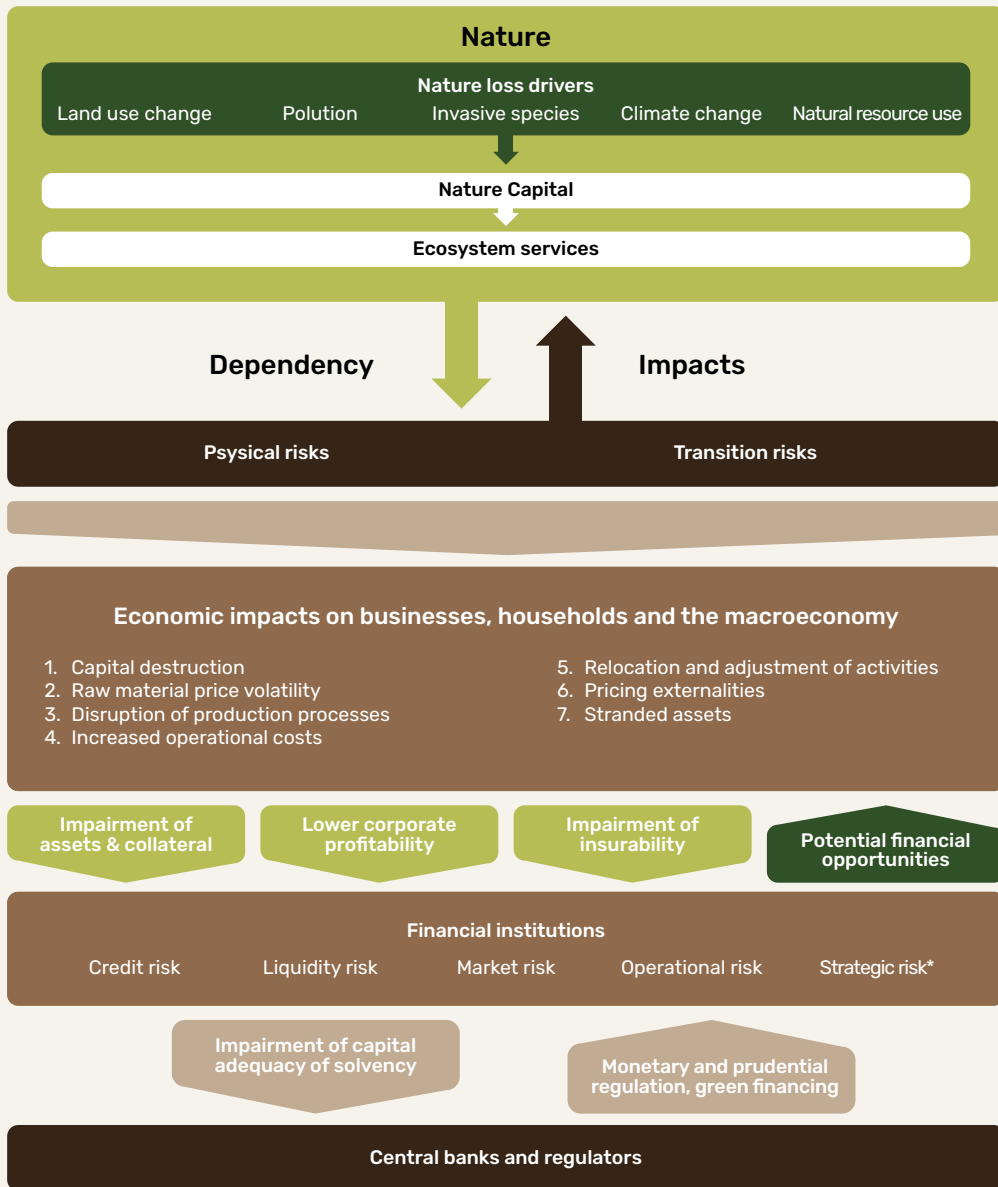 Nature
Nature loss drivers
Land use change Polution Invasive species Climate change Natural resource use
Nature Capital
Ecosystem services
Dependency Impacts
Psysical risks Transition risks
Economic impacts on businesses, households and the macroeconomy
1. Capital destruction
2. Raw material price volatility
3. Disruption of production processes
4. Increased operational costs
5. Relocation and adjustment of activities
6. Pricing externalities
7. Stranded assets
Impairment of
assets & collateral
Lower corporate
profitability
Impairment of
insurability
Potential financial
opportunities
Financial institutions
Credit risk Liquidity risk Market risk Operational risk Strategic risk*
Impairment of capital
adequacy of solvency
Monetary and prudential
regulation, green financing
Central banks and regulators